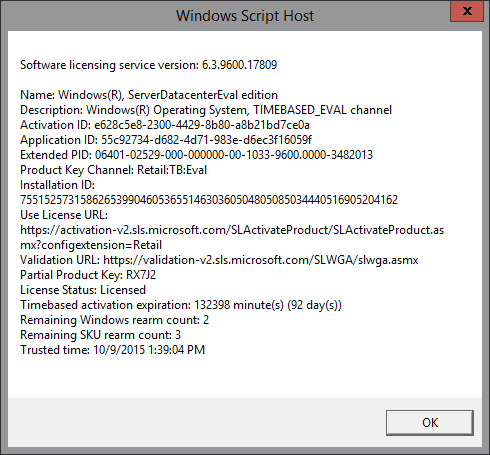 Windows Script Host
x
Software licensing service version: 6.3.9600.17809
Name: Windows(R), ServerDatacenterEval edition
Description: Windows(R) Operating System, TIMEBASED_EVAL channel
Activation ID: e628c5e8-2300-4429-8b80-a8b21bd7ce0a
Application ID: 55c92734-d682-4d71-983e-d6ec3f16059f
Extended PID: 06401-02529-000-000000-00-1033-9600.0000-3482013
Product Key Channel: Retail:TB:Eval
Installation ID:
755152573158626539904605365514630360504805085034440516905204162
Use License URL:
https://activation-v2.sls.microsoft.com/SLActivateProduct/SLActivateProduct.as
mx?configextension=Retail
Validation URL: https://validation-v2.sls.microsoft.com/SLWGA/slwga.asmx
Partial Product Key: RX7J2
License Status: Licensed
Timebased activation expiration: 132398 minute(s) (92 day(s))
Remaining Windows rearm count: 2
Remaining SKU rearm count: 3
Trusted time: 10/9/2015 1:39:04 PM
OK